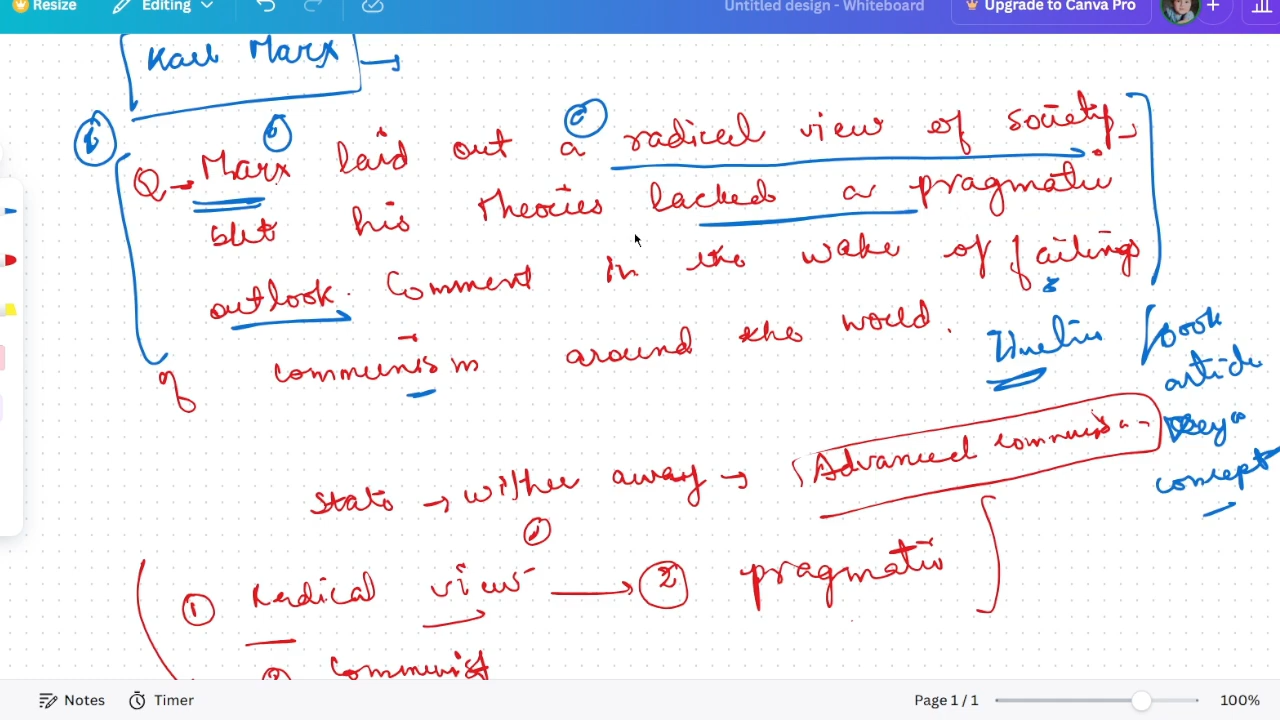 Resize Editing Untitled design - Whiteboard Upgrade to Canva Pro
Karl Marx →
Q → Marx laid out a radical view of society,
but his theories lacked a pragmatic
outlook. Comment in the wake of failings
of communism around the world.
Timeline
book
article
key
concept
State → wither away → Advanced communism
① Radical view → ② pragmatic
② Communist
Notes Timer Page 1 / 1 100%